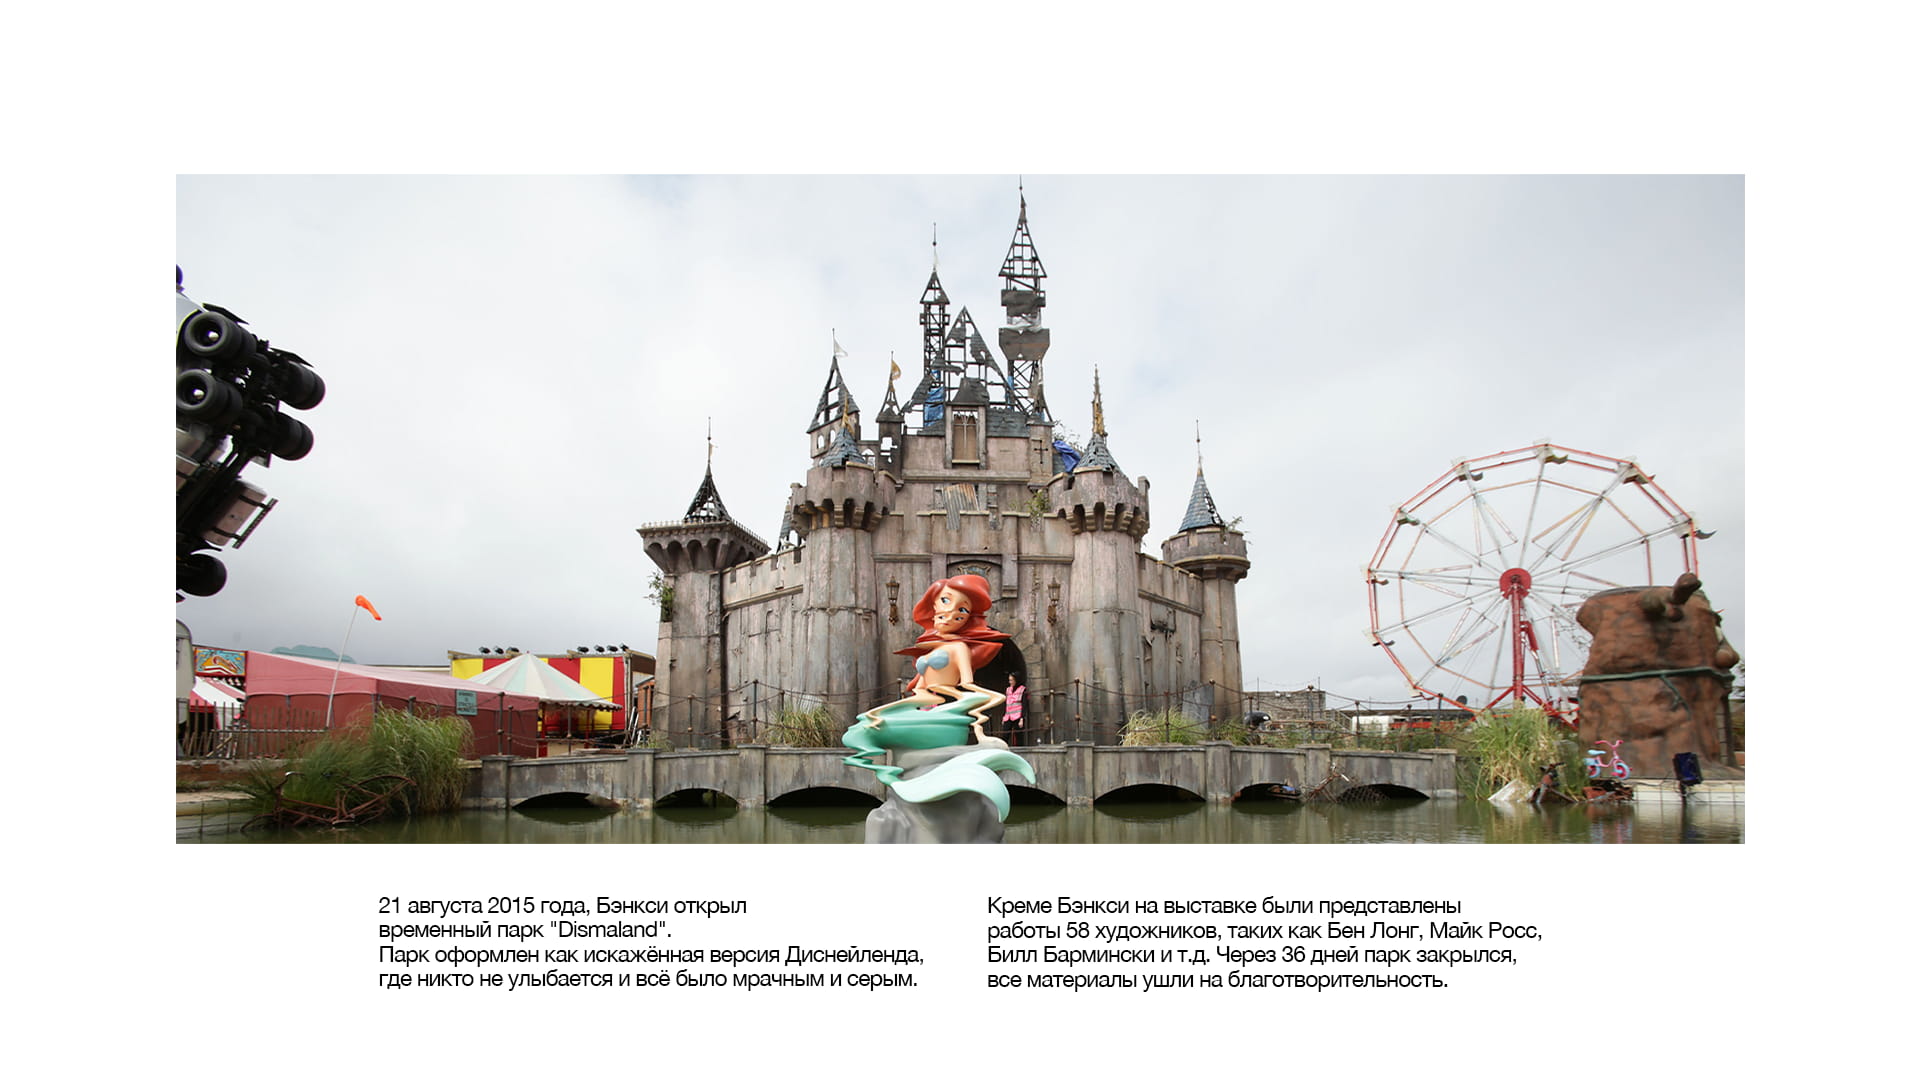 21 августа 2015 года, Бэнкси открыл
временный парк "Dismaland".
Парк оформлен как искажённая версия Диснейленда,
где никто не улыбается и всё было мрачным и серым.
Креме Бэнкси на выставке были представлены
работы 58 художников, таких как Бен Лонг, Майк Росс,
Билл Бармински и т.д. Через 36 дней парк закрылся,
все материалы ушли на благотворительность.